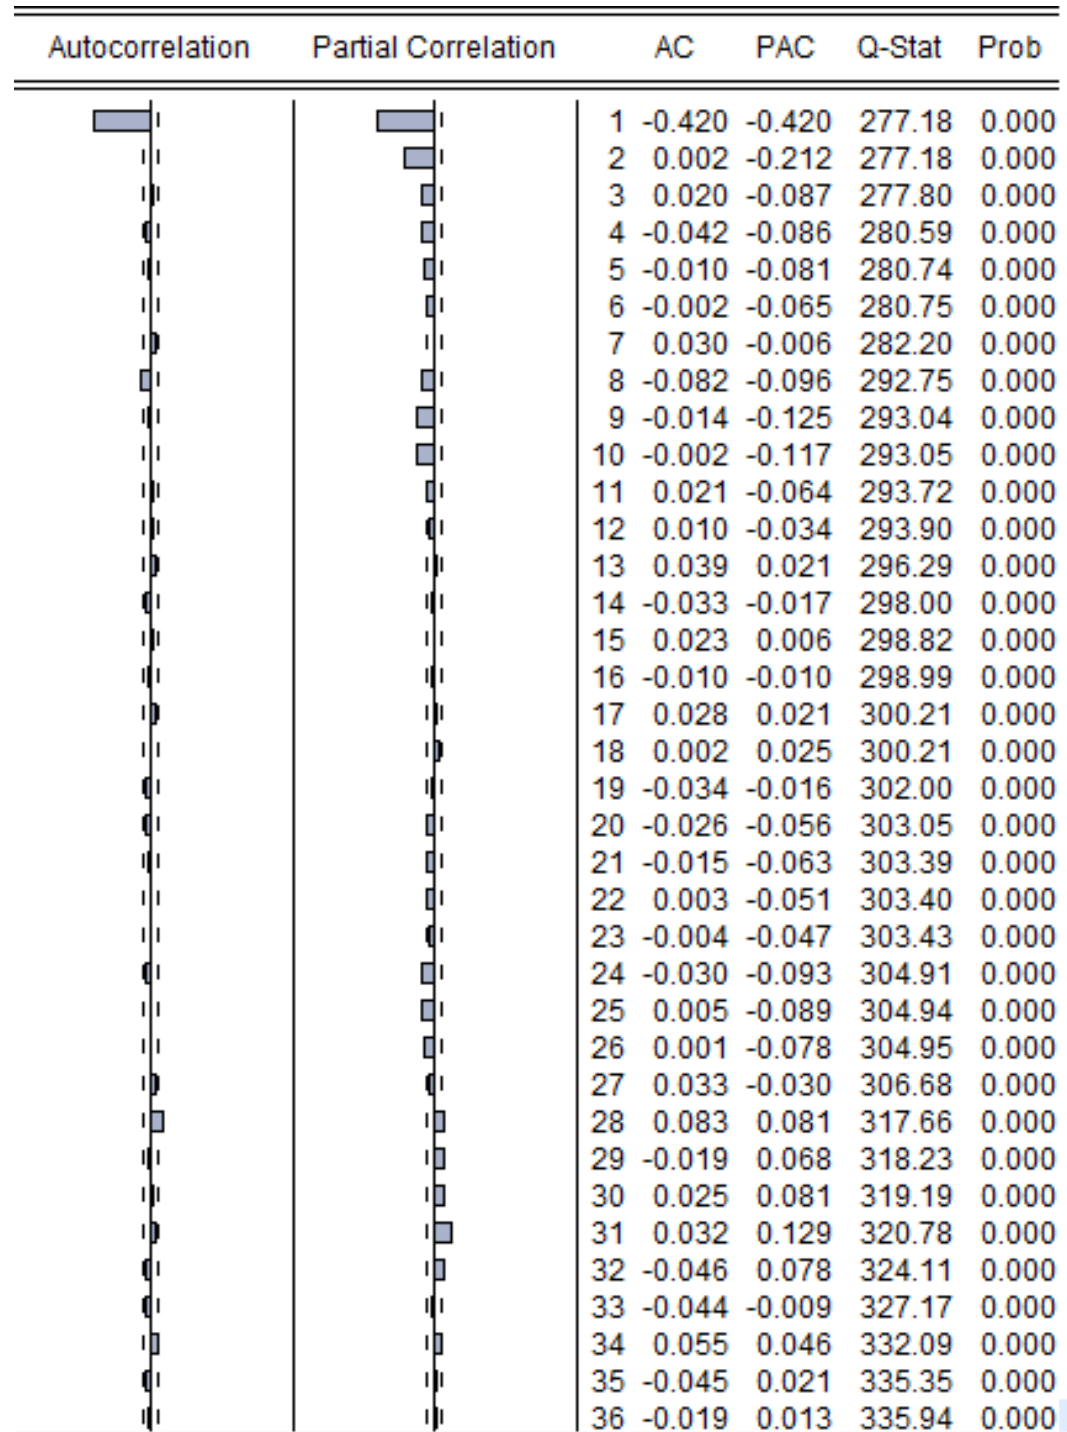 Autocorrelation Partial Correlation AC PAC Q-Stat Prob
1 -0.420 -0.420 277.18 0.000
2 0.002 -0.212 277.18 0.000
3 0.020 -0.087 277.80 0.000
4 -0.042 -0.086 280.59 0.000
5 -0.010 -0.081 280.74 0.000
6 -0.002 -0.065 280.75 0.000
7 0.030 -0.006 282.20 0.000
8 -0.082 -0.096 292.75 0.000
9 -0.014 -0.125 293.04 0.000
10 -0.002 -0.117 293.05 0.000
11 0.021 -0.064 293.72 0.000
12 0.010 -0.034 293.90 0.000
13 0.039 0.021 296.29 0.000
14 -0.033 -0.017 298.00 0.000
15 0.023 0.006 298.82 0.000
16 -0.010 -0.010 298.99 0.000
17 0.028 0.021 300.21 0.000
18 0.002 0.025 300.21 0.000
19 -0.034 -0.016 302.00 0.000
20 -0.026 -0.056 303.05 0.000
21 -0.015 -0.063 303.39 0.000
22 0.003 -0.051 303.40 0.000
23 -0.004 -0.047 303.43 0.000
24 -0.030 -0.093 304.91 0.000
25 0.005 -0.089 304.94 0.000
26 0.001 -0.078 304.95 0.000
27 0.033 -0.030 306.68 0.000
28 0.083 0.081 317.66 0.000
29 -0.019 0.068 318.23 0.000
30 0.025 0.081 319.19 0.000
31 0.032 0.129 320.78 0.000
32 -0.046 0.078 324.11 0.000
33 -0.044 -0.009 327.17 0.000
34 0.055 0.046 332.09 0.000
35 -0.045 0.021 335.35 0.000
36 -0.019 0.013 335.94 0.000